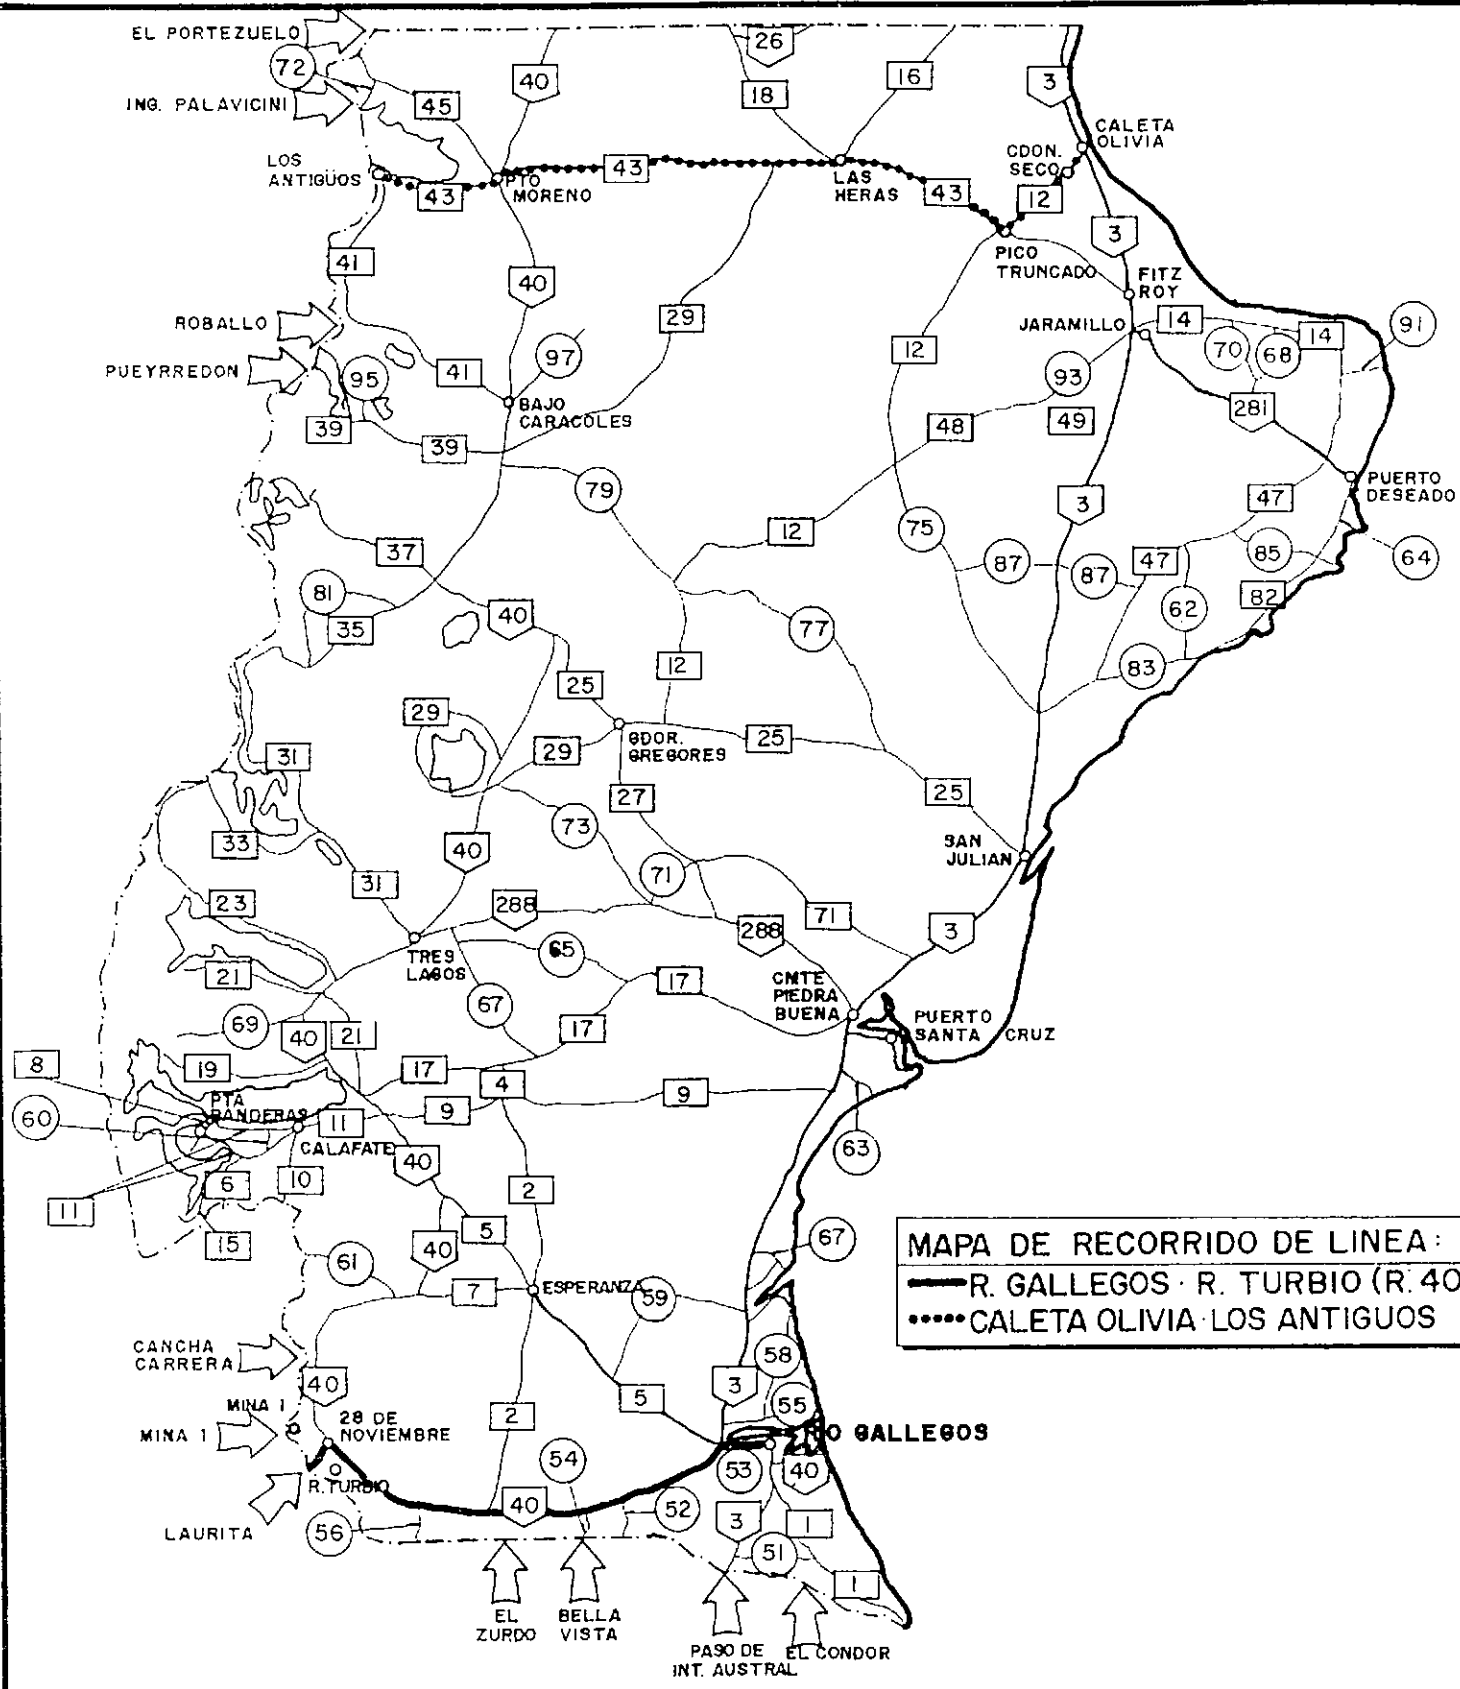 EL PORTEZUELO
72
ING. PALAVICINI
45
40
26
18
16
3
CALETA
OLIVIA
CDON.
SECO
LOS
ANTIGÜOS
43
PTO
MORENO
43
LAS
HERAS
43
12
PICO
TRUNCADO
3
FITZ
ROY
41
40
29
ROBALLO
PUEYRREDON
95
41
97
BAJO
CARACOLES
39
39
JARAMILLO
14
14
91
70
68
12
93
48
49
281
79
12
3
75
47
PUERTO
DESEADO
37
87
87
47
85
64
81
35
40
62
82
77
12
83
25
29
29
GDOR.
GREGORES
25
31
27
25
33
73
40
SAN
JULIAN
31
71
23
288
71
288
3
TRES
LAGOS
65
21
67
17
CMTE
PIEDRA
BUENA
PUERTO
SANTA CRUZ
69
40
21
17
8
19
17
4
9
PTA
BANDERAS
60
11
9
CALAFATE
40
63
11
6
10
2
15
5
40
67
61
7
ESPERANZA
59
MAPA DE RECORRIDO DE LINEA:
R. GALLEGOS · R. TURBIO (R. 40
CALETA OLIVIA · LOS ANTIGUOS
CANCHA
CARRERA
40
58
3
5
55
MINA 1
MINA 1
28 DE
NOVIEMBRE
2
O GALLEGOS
54
53
40
R. TURBIO
LAURITA
56
40
52
3
1
51
1
EL
ZURDO
BELLA
VISTA
PASO DE
INT. AUSTRAL
EL CONDOR